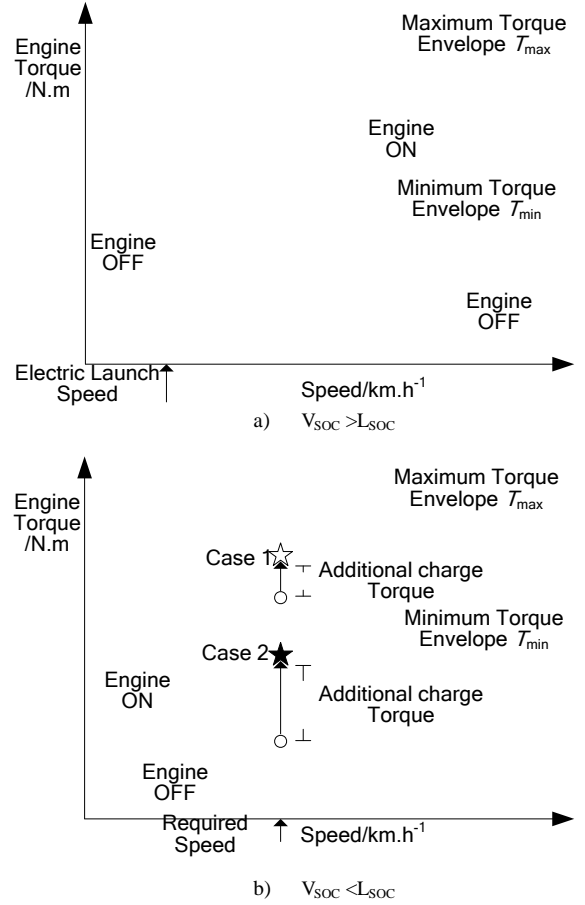 Maximum Torque
Envelope Tmax
Engine
Torque
/N.m
Engine
ON
Minimum Torque
Envelope Tmin
Engine
OFF
Engine
OFF
Electric Launch
Speed
Speed/km.h-1
a) VSOC >LSOC
Maximum Torque
Envelope Tmax
Engine
Torque
/N.m
Case 1
Additional charge
Torque
Minimum Torque
Envelope Tmin
Case 2
Engine
ON
Additional charge
Torque
Engine
OFF
Required
Speed
Speed/km.h-1
b) VSOC <LSOC